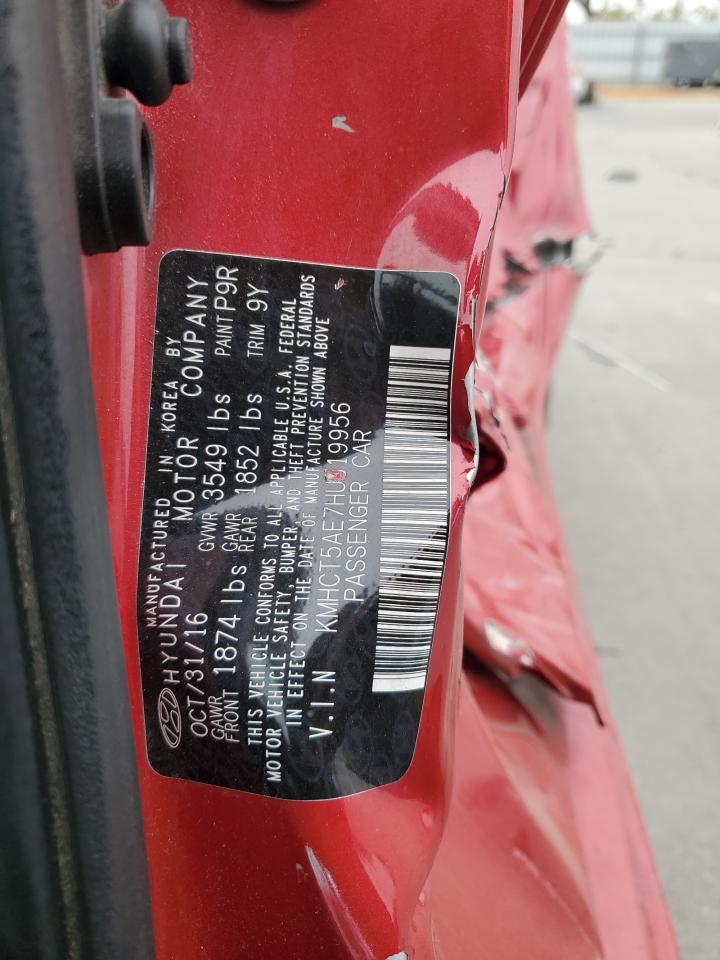 MANUFACTURED IN KOREA BY
HYUNDAI MOTOR COMPANY
OCT/31/16 GVWR 3549 lbs PAINT P9R
GAWR FRONT 1874 lbs GAWR REAR 1852 lbs TRIM 9Y
THIS VEHICLE CONFORMS TO ALL APPLICABLE U.S.A. FEDERAL
MOTOR VEHICLE SAFETY, BUMPER, AND THEFT PREVENTION STANDARDS
IN EFFECT ON THE DATE OF MANUFACTURE SHOWN ABOVE
V.I.N KMHCT5AE7HU319956
PASSENGER CAR